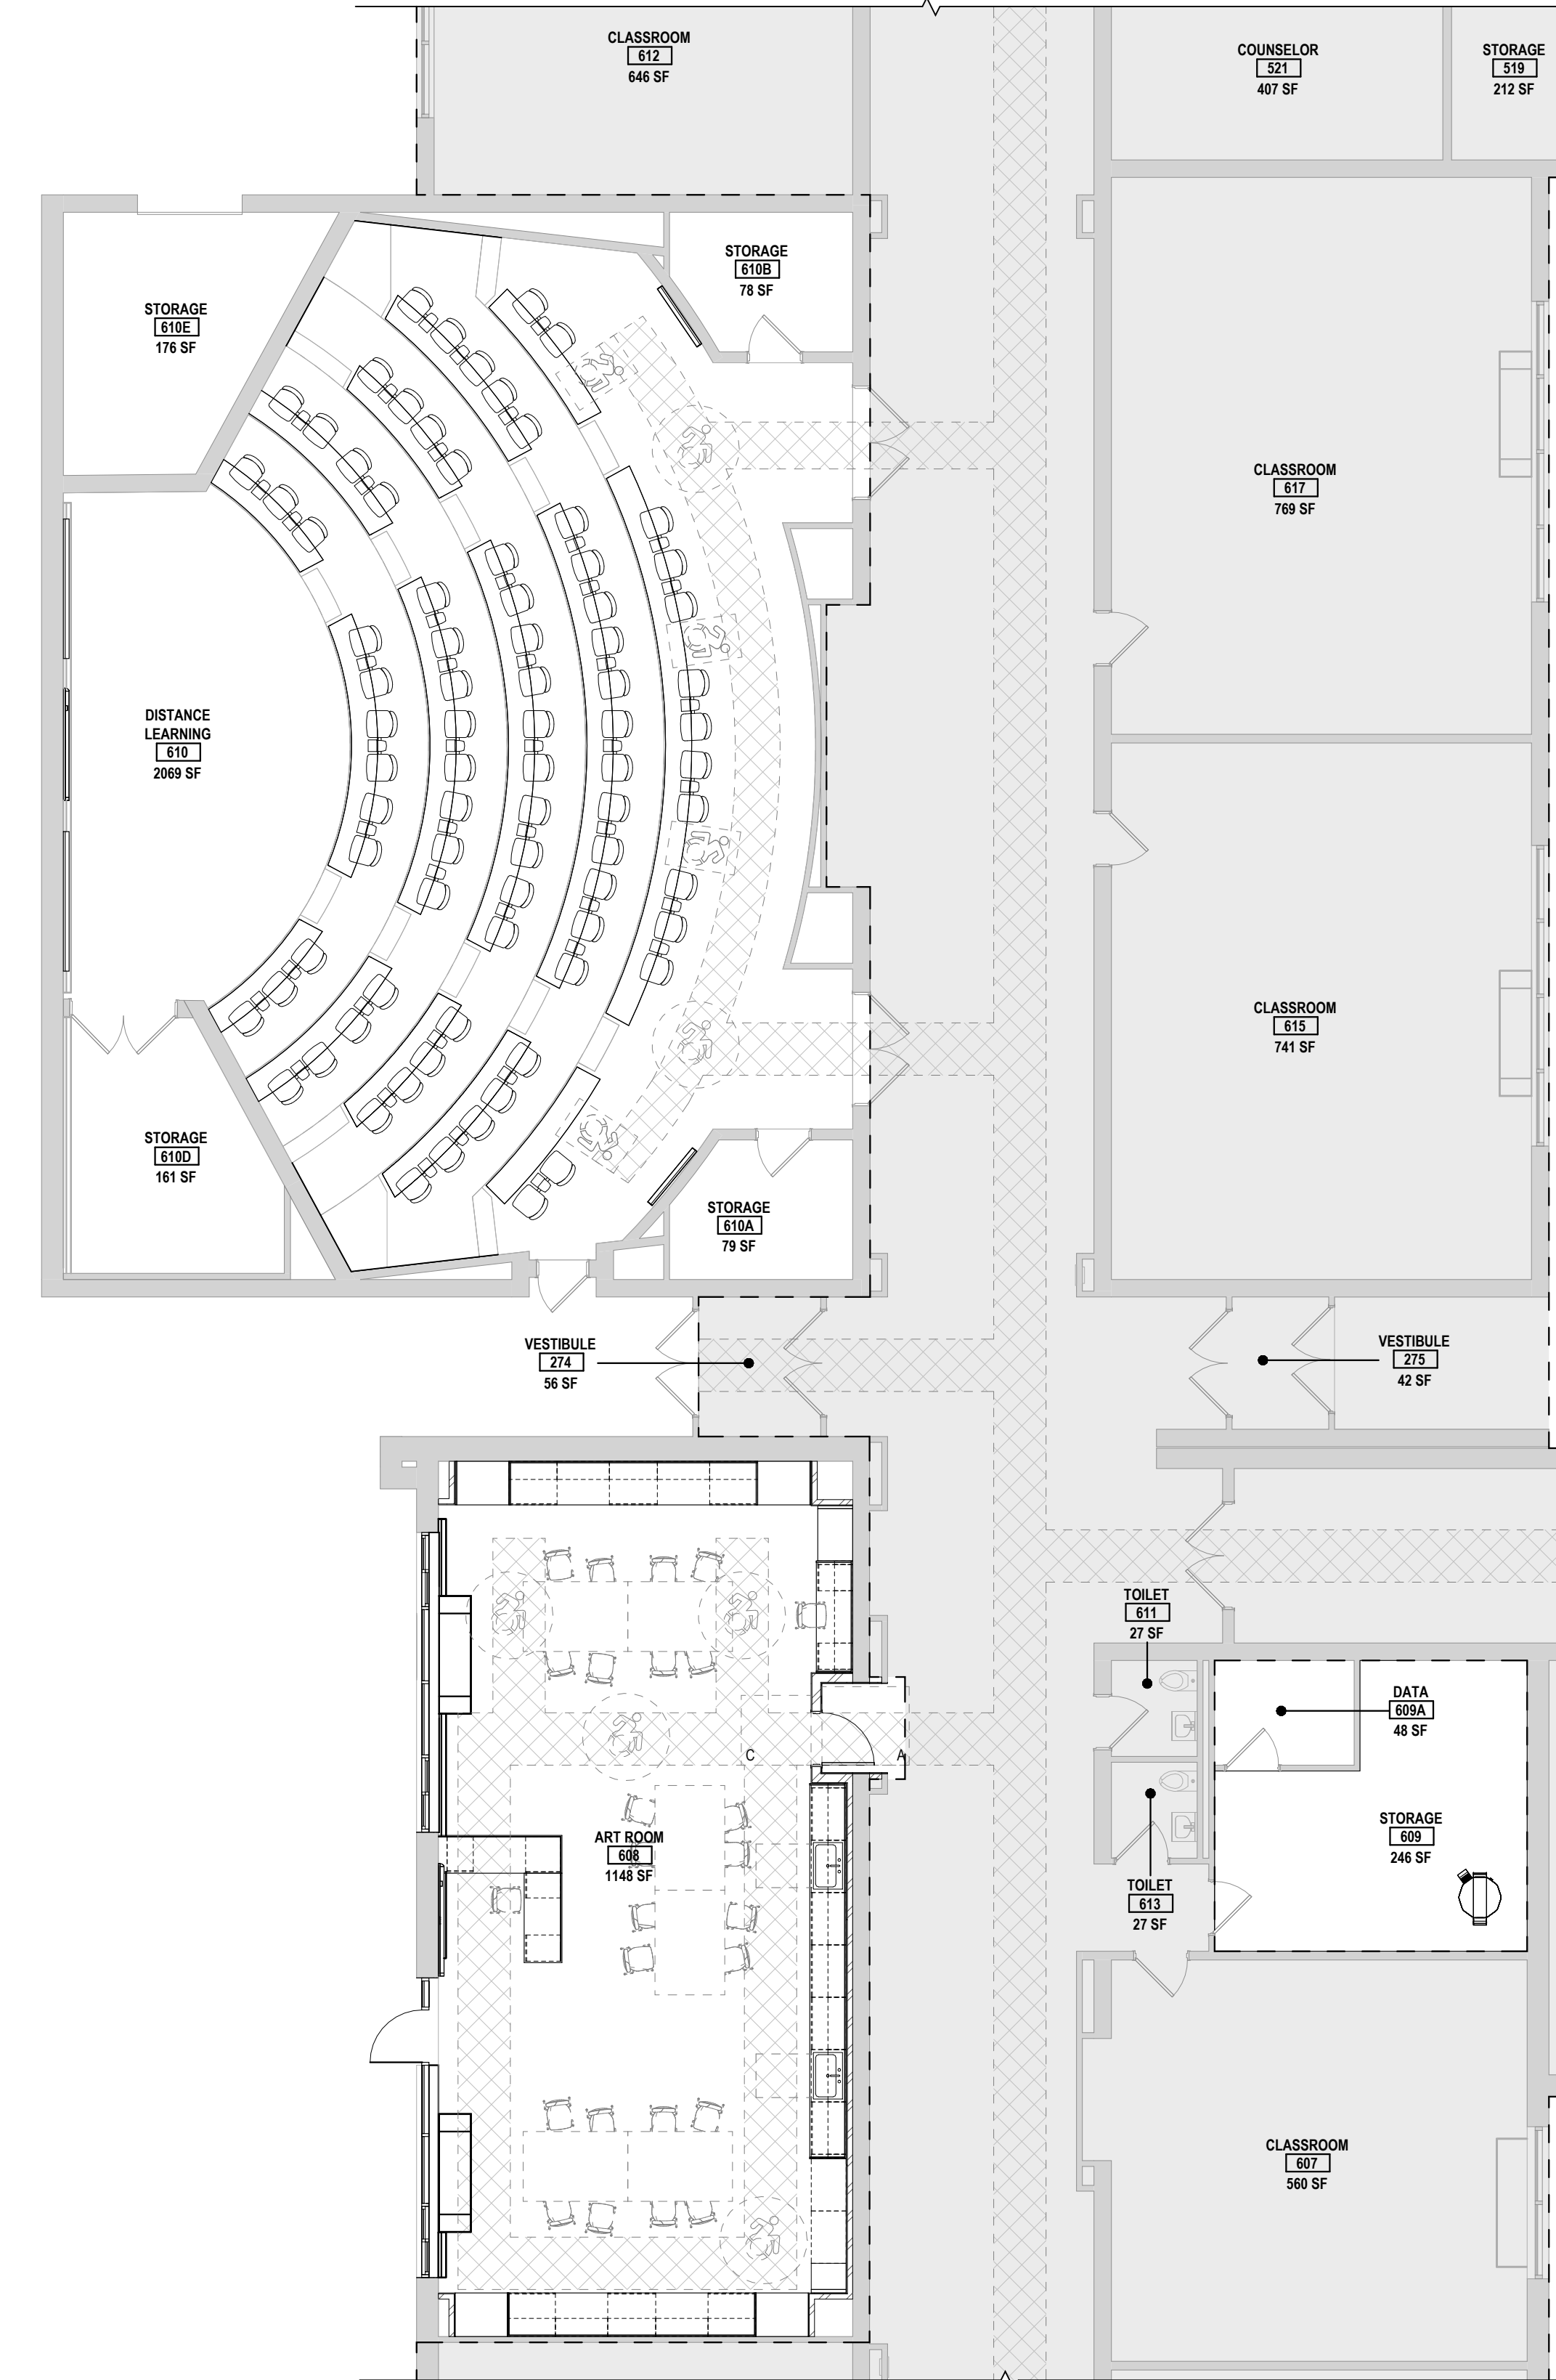 CLASSROOM
612
646 SF
COUNSELOR
521
407 SF
STORAGE
519
212 SF
STORAGE
610B
78 SF
STORAGE
610E
176 SF
CLASSROOM
617
769 SF
DISTANCE
LEARNING
610
2069 SF
CLASSROOM
615
741 SF
STORAGE
610D
161 SF
STORAGE
610A
79 SF
VESTIBULE
274
56 SF
VESTIBULE
275
42 SF
TOILET
611
27 SF
DATA
609A
48 SF
C
A
STORAGE
609
246 SF
ART ROOM
608
1148 SF
TOILET
613
27 SF
CLASSROOM
607
560 SF